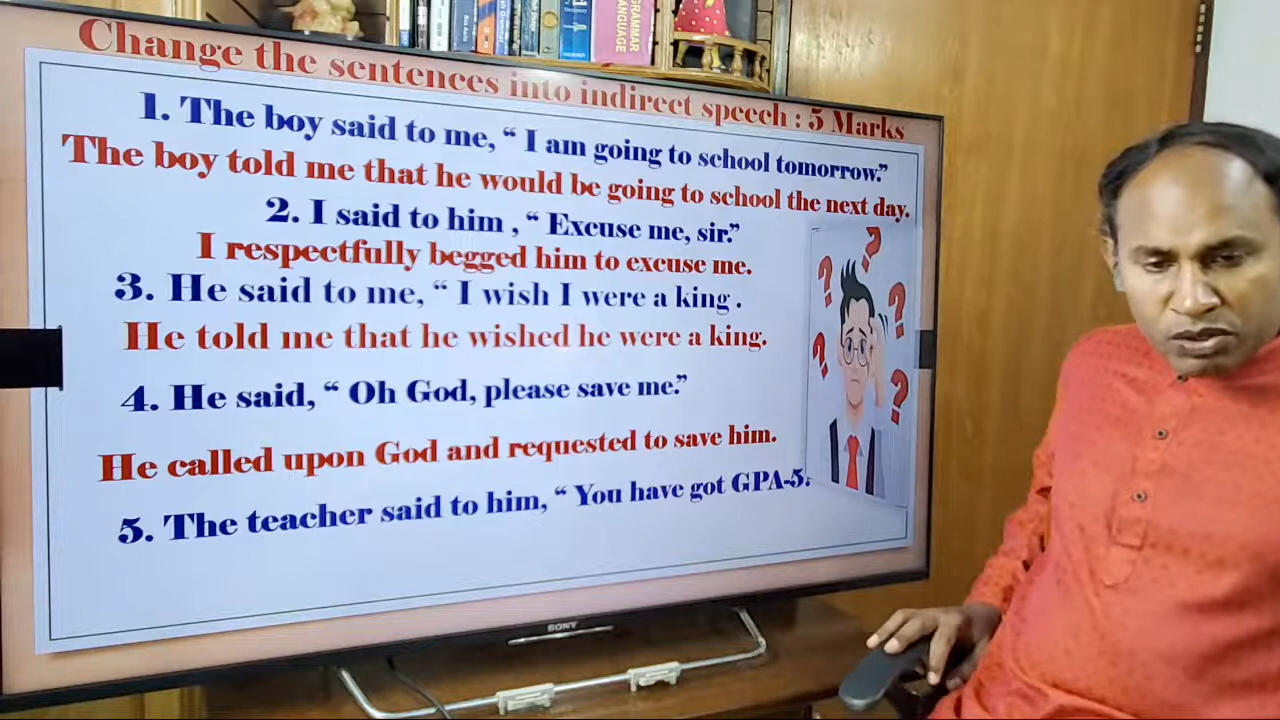 GRAMMAR
LANGUAGE
Change the sentences into indirect speech : 5 Marks
1. The boy said to me, “ I am going to school tomorrow.”
The boy told me that he would be going to school the next day.
2. I said to him , “ Excuse me, sir.”
I respectfully begged him to excuse me.
3. He said to me, “ I wish I were a king .
He told me that he wished he were a king.
4. He said, “ Oh God, please save me.”
He called upon God and requested to save him.
5. The teacher said to him, “ You have got GPA-5.
SONY